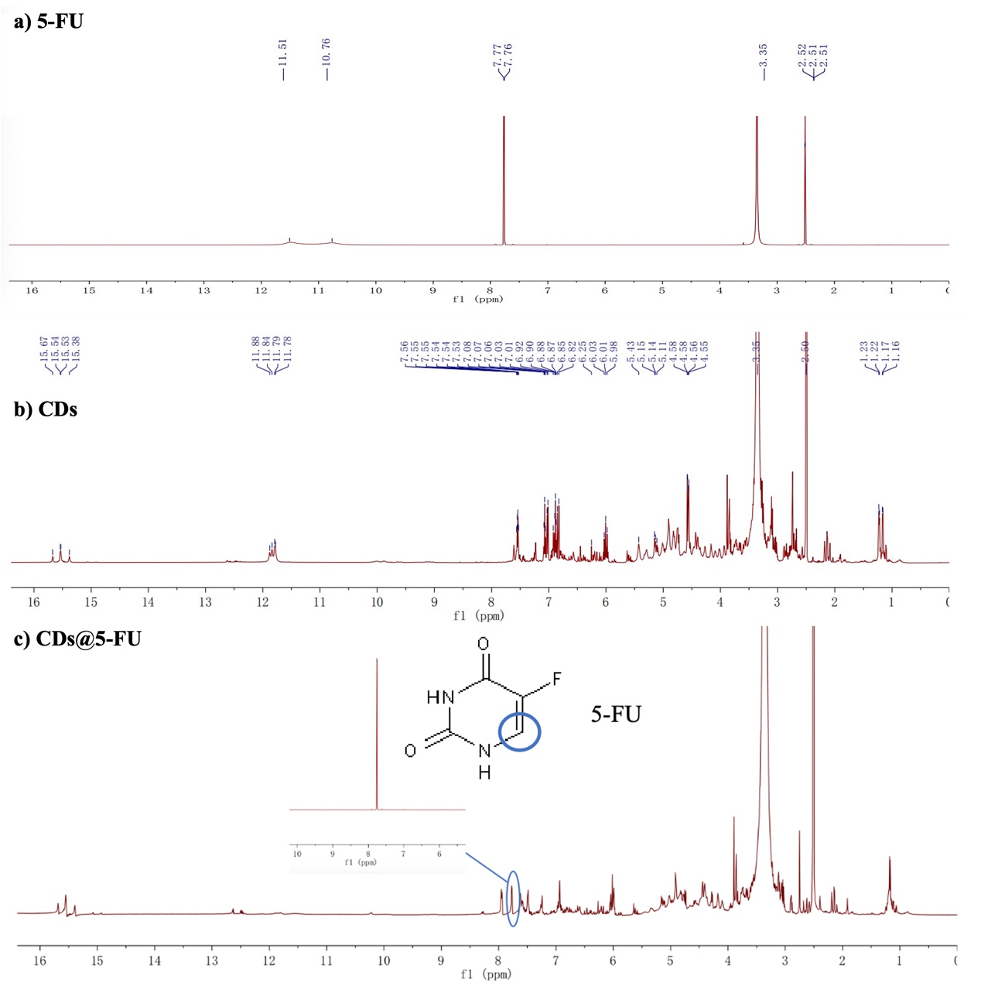 a) 5-FU
11.51
10.76
7.77
7.76
3.35
2.52
2.51
2.51
16 15 14 13 12 11 10 9 8 7 6 5 4 3 2 1 0
f1 (ppm)
15.67
15.54
15.53
15.38
11.88
11.84
11.79
11.78
7.56
7.55
7.55
7.54
7.54
7.53
7.08
7.07
7.06
7.03
7.01
6.92
6.90
6.88
6.87
6.85
6.82
6.25
6.03
6.01
5.98
5.43
5.15
5.14
5.11
4.58
4.58
4.56
4.55
3.35
2.50
1.23
1.22
1.17
1.16
b) CDs
16 15 14 13 12 11 10 9 8 7 6 5 4 3 2 1 0
f1 (ppm)
c) CDs@5-FU
O
F
HN
5-FU
O
N
H
10 9 8 7 6
f1 (ppm)
16 15 14 13 12 11 10 9 8 7 6 5 4 3 2 1 0
f1 (ppm)